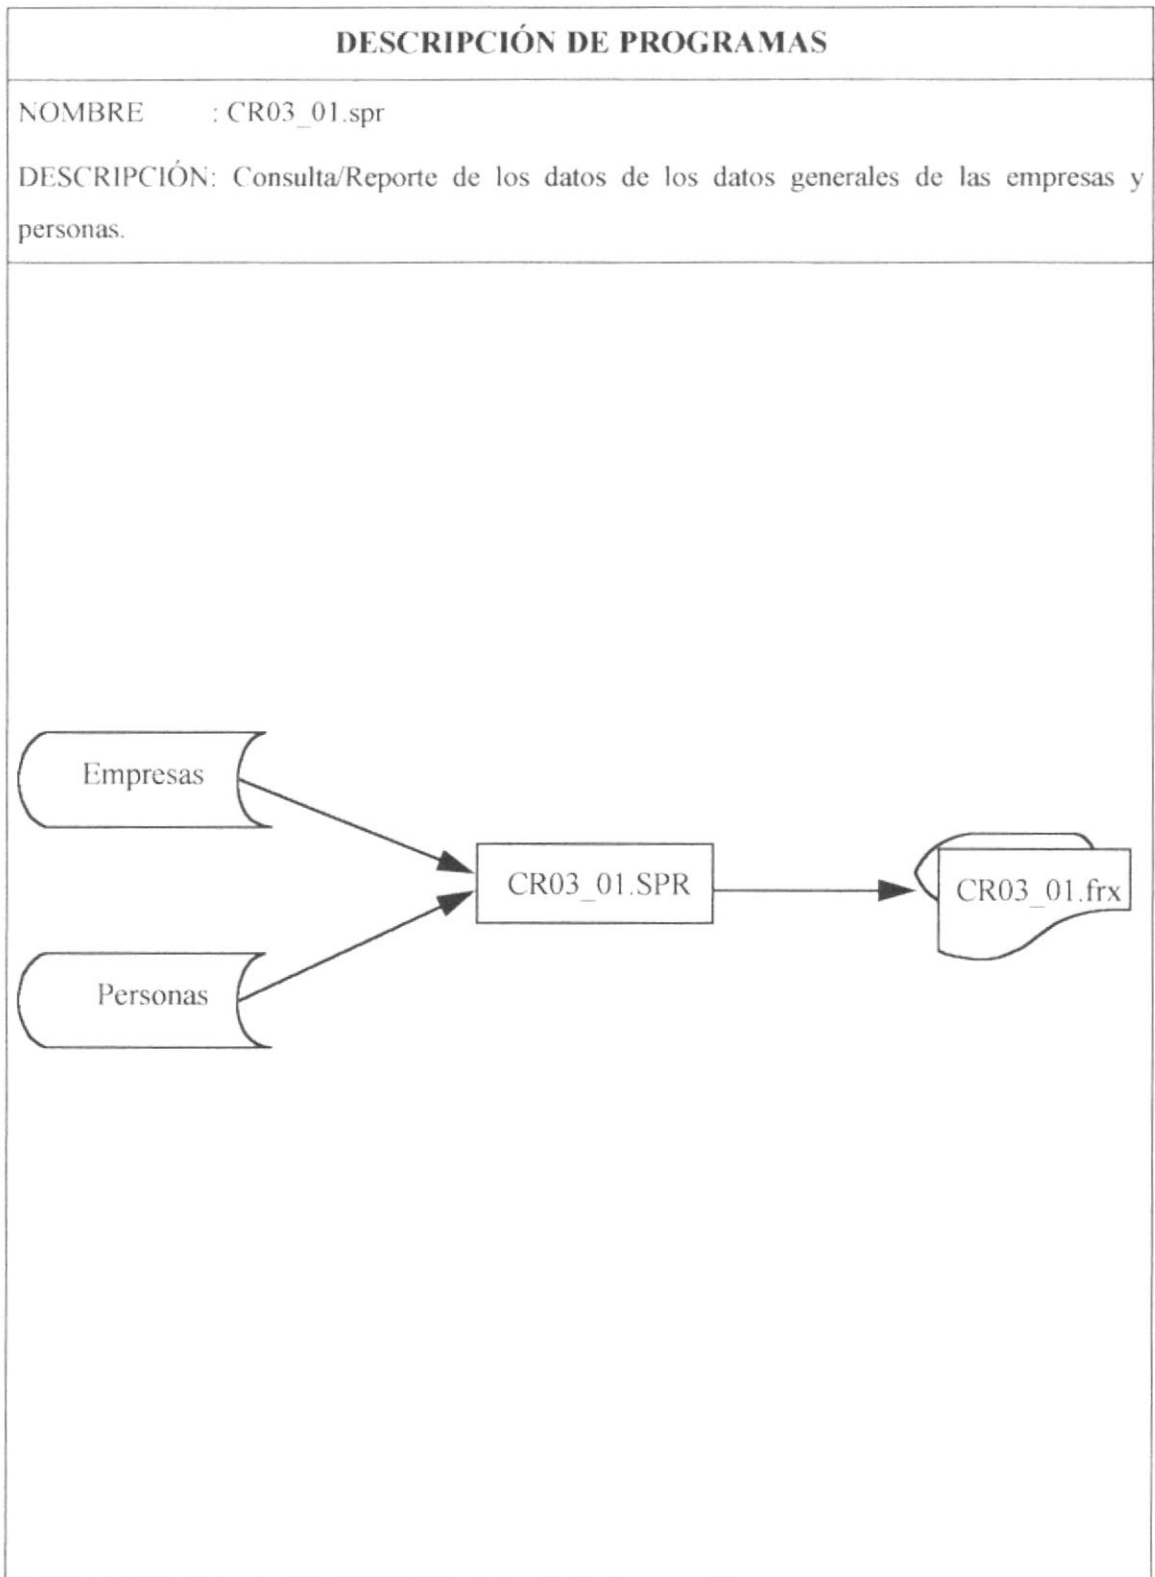 DESCRIPCIÓN DE PROGRAMAS
NOMBRE : CR03_01.spr
DESCRIPCIÓN: Consulta/Reporte de los datos de los datos generales de las empresas y
personas.
Empresas
CR03_01.SPR
CR03_01.frx
Personas